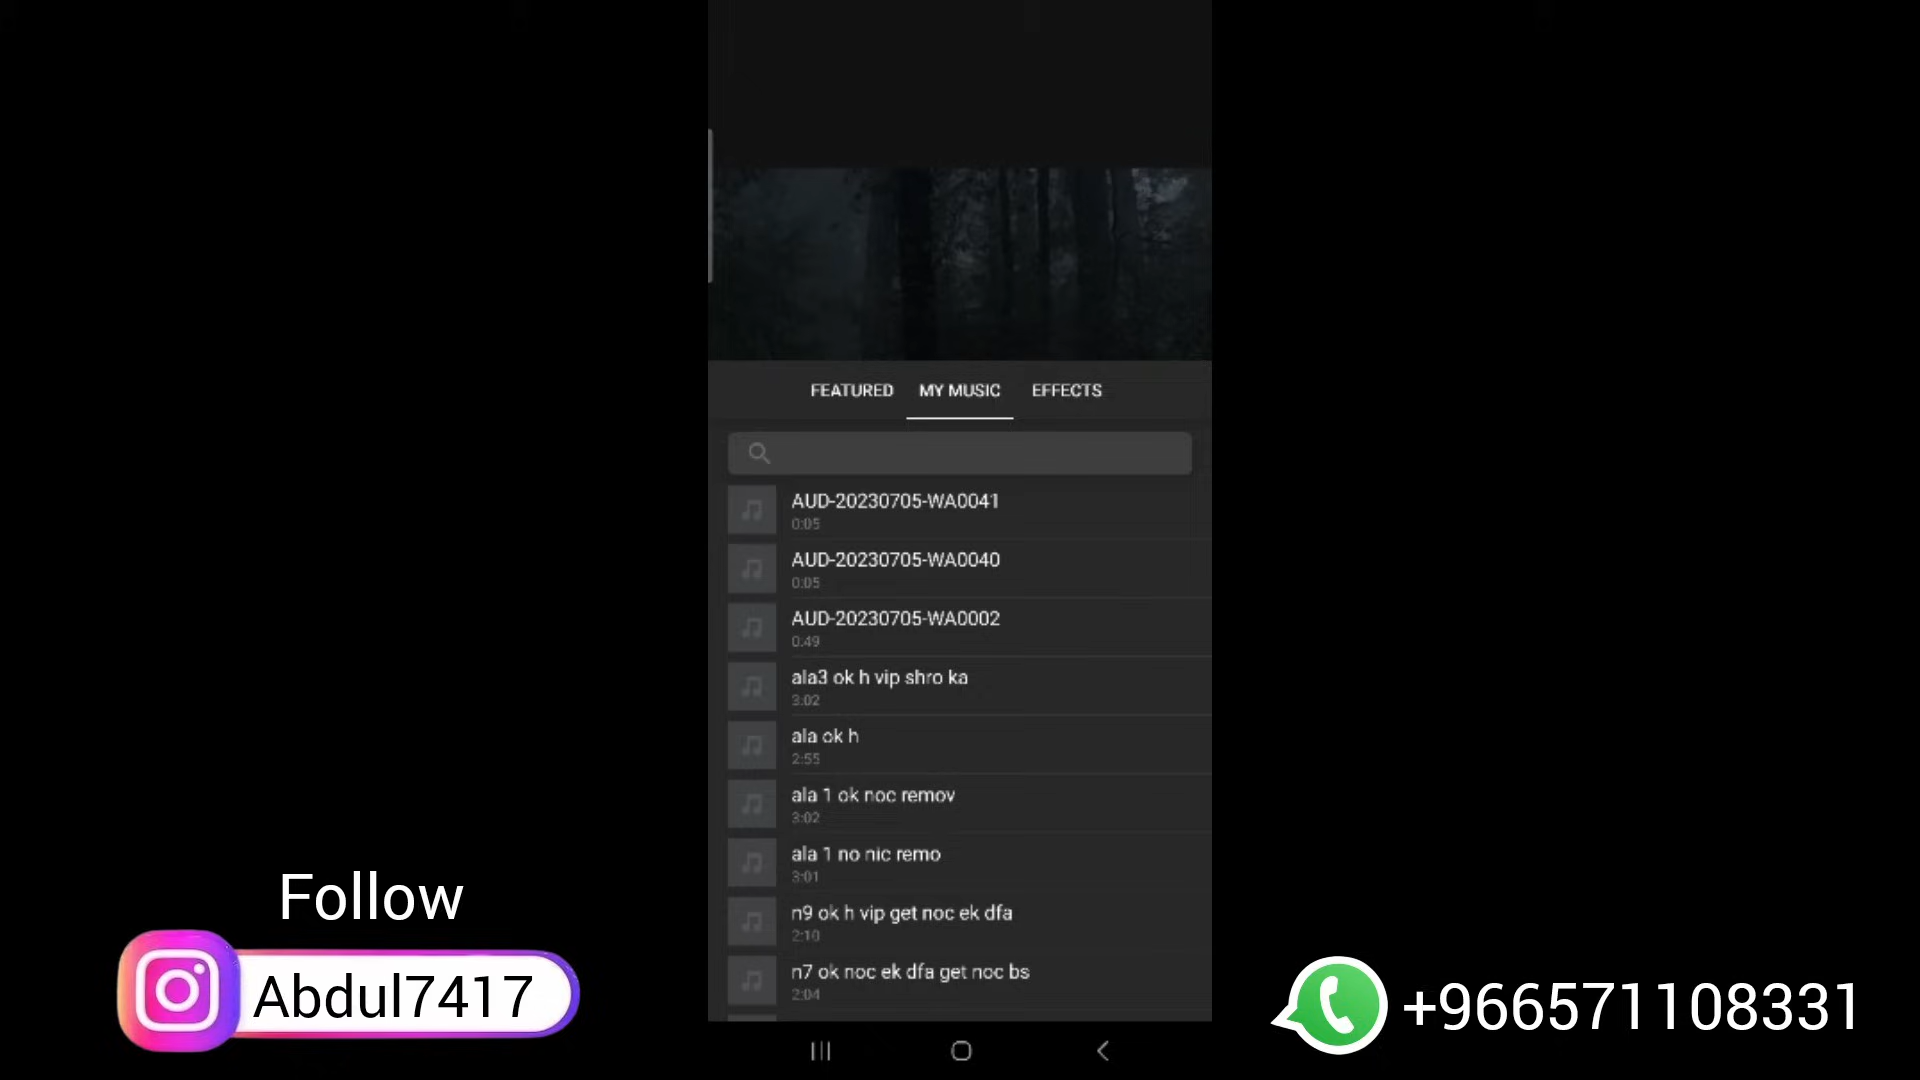 FEATURED MY MUSIC EFFECTS
AUD-20230705-WA0041
0:05
AUD-20230705-WA0040
0:05
AUD-20230705-WA0002
0:49
ala3 ok h vip shro ka
3:02
ala ok h
2:55
ala 1 ok noc remov
3:02
ala 1 no nic remo
3:01
n9 ok h vip get noc ek dfa
2:10
n7 ok noc ek dfa get noc bs
2:04
Follow
Abdul7417
+966571108331